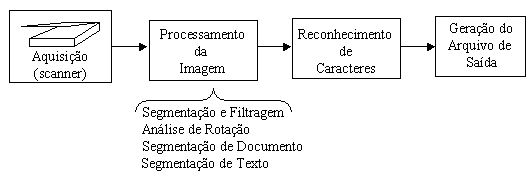 Aquisição
(scanner)
Processamento
da
Imagem
Reconhecimento
de
Caracteres
Geração do
Arquivo de
Saída
Segmentação e Filtragem
Análise de Rotação
Segmentação de Documento
Segmentação de Texto